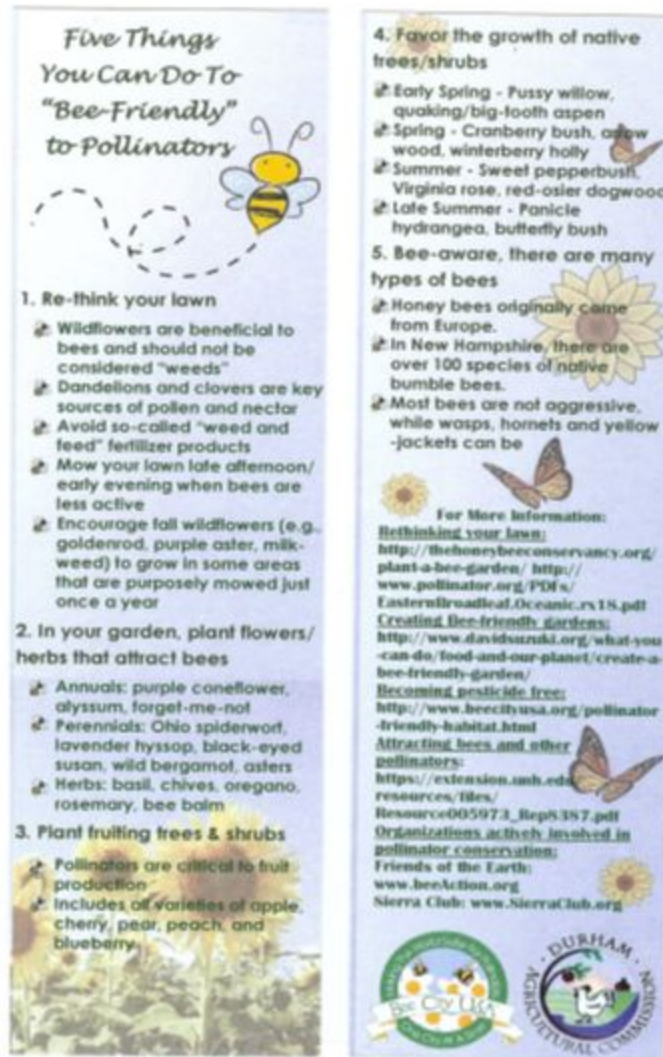 Five Things
You Can Do To
"Bee-Friendly"
to Pollinators
1. Re-think your lawn
Wildflowers are beneficial to
bees and should not be
considered "weeds"
Dandelions and clovers are key
sources of pollen and nectar
Avoid so-called "weed and
feed" fertilizer products
Mow your lawn late afternoon/
early evening when bees are
less active
Encourage fall wildflowers (e.g.,
goldenrod, purple aster, milk-
weed) to grow in some areas
that are purposely mowed just
once a year
2. In your garden, plant flowers/
herbs that attract bees
Annuals: purple coneflower,
alyssum, forget-me-not
Perennials: Ohio spiderwort,
lavender hyssop, black-eyed
susan, wild bergamot, asters
Herbs: basil, chives, oregano,
rosemary, bee balm
3. Plant fruiting trees & shrubs
Pollinators are critical to fruit
production
Includes all varieties of apple,
cherry, pear, peach, and
blueberry.
4. Favor the growth of native
trees/shrubs
Early Spring - Pussy willow,
quaking/big-tooth aspen
Spring - Cranberry bush, arrow
wood, winterberry holly
Summer - Sweet pepperbush,
Virginia rose, red-osier dogwood
Late Summer - Panicle
hydrangea, butterfly bush
5. Bee-aware, there are many
types of bees
Honey bees originally come
from Europe.
In New Hampshire, there are
over 100 species of native
bumble bees.
Most bees are not aggressive,
while wasps, hornets and yellow
-jackets can be
For More Information:
Rethinking your lawn:
http://thehoneybeeconservancy.org/
plant-a-bee-garden/ http://
www.pollinator.org/PDFs/
EasternBroadleaf.Oceanic.rx18.pdf
Creating Bee-friendly gardens:
http://www.davidsuzuki.org/what-you
-can-do/food-and-our-planet/create-a-
bee-friendly-garden/
Becoming pesticide free:
http://www.beecityusa.org/pollinator
-friendly-habitat.html
Attracting bees and other
pollinators:
https://extension.unh.edu
resources/files/
Resource005973_Rep8387.pdf
Organizations actively involved in
pollinator conservation:
Friends of the Earth:
www.beeAction.org
Sierra Club: www.SierraClub.org
Bee City USA
DURHAM
AGRICULTURAL COMMISSION